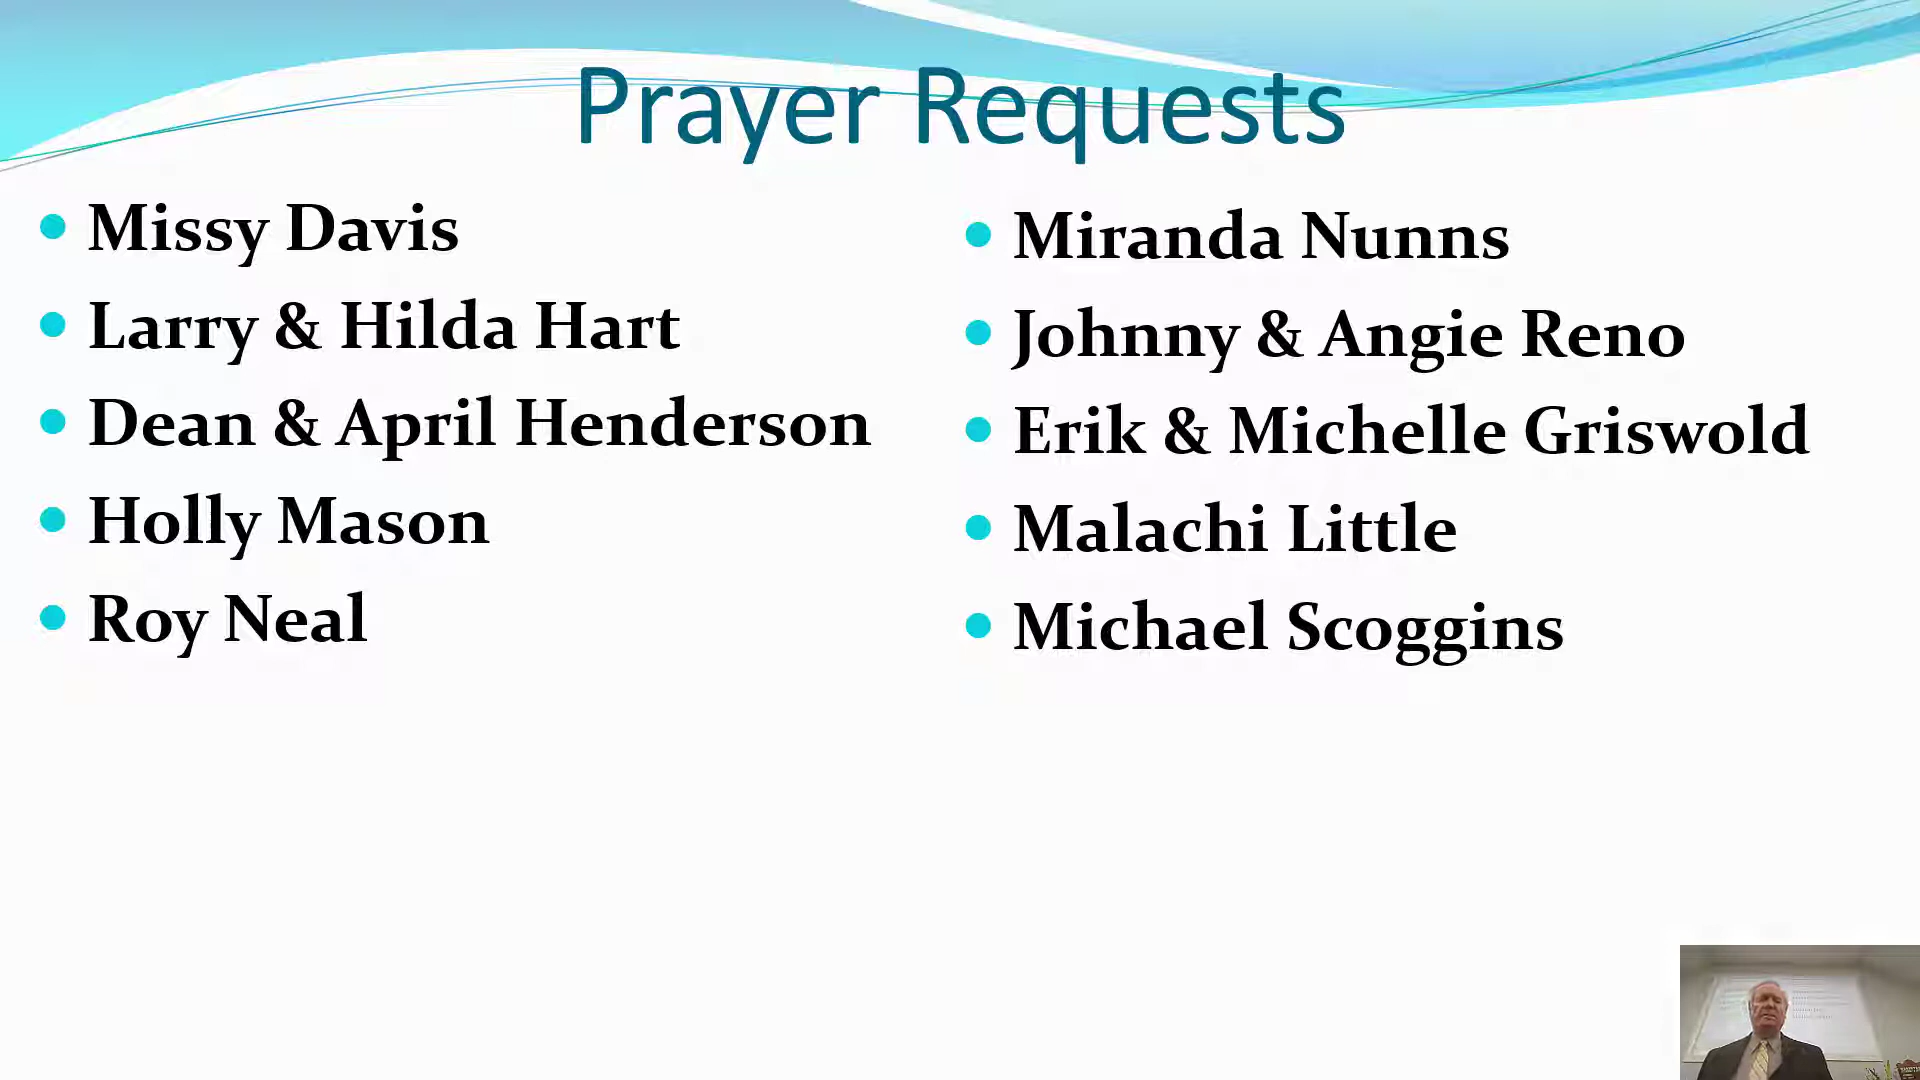 Prayer Requests
• Missy Davis
• Larry & Hilda Hart
• Dean & April Henderson
• Holly Mason
• Roy Neal
• Miranda Nunns
• Johnny & Angie Reno
• Erik & Michelle Griswold
• Malachi Little
• Michael Scoggins